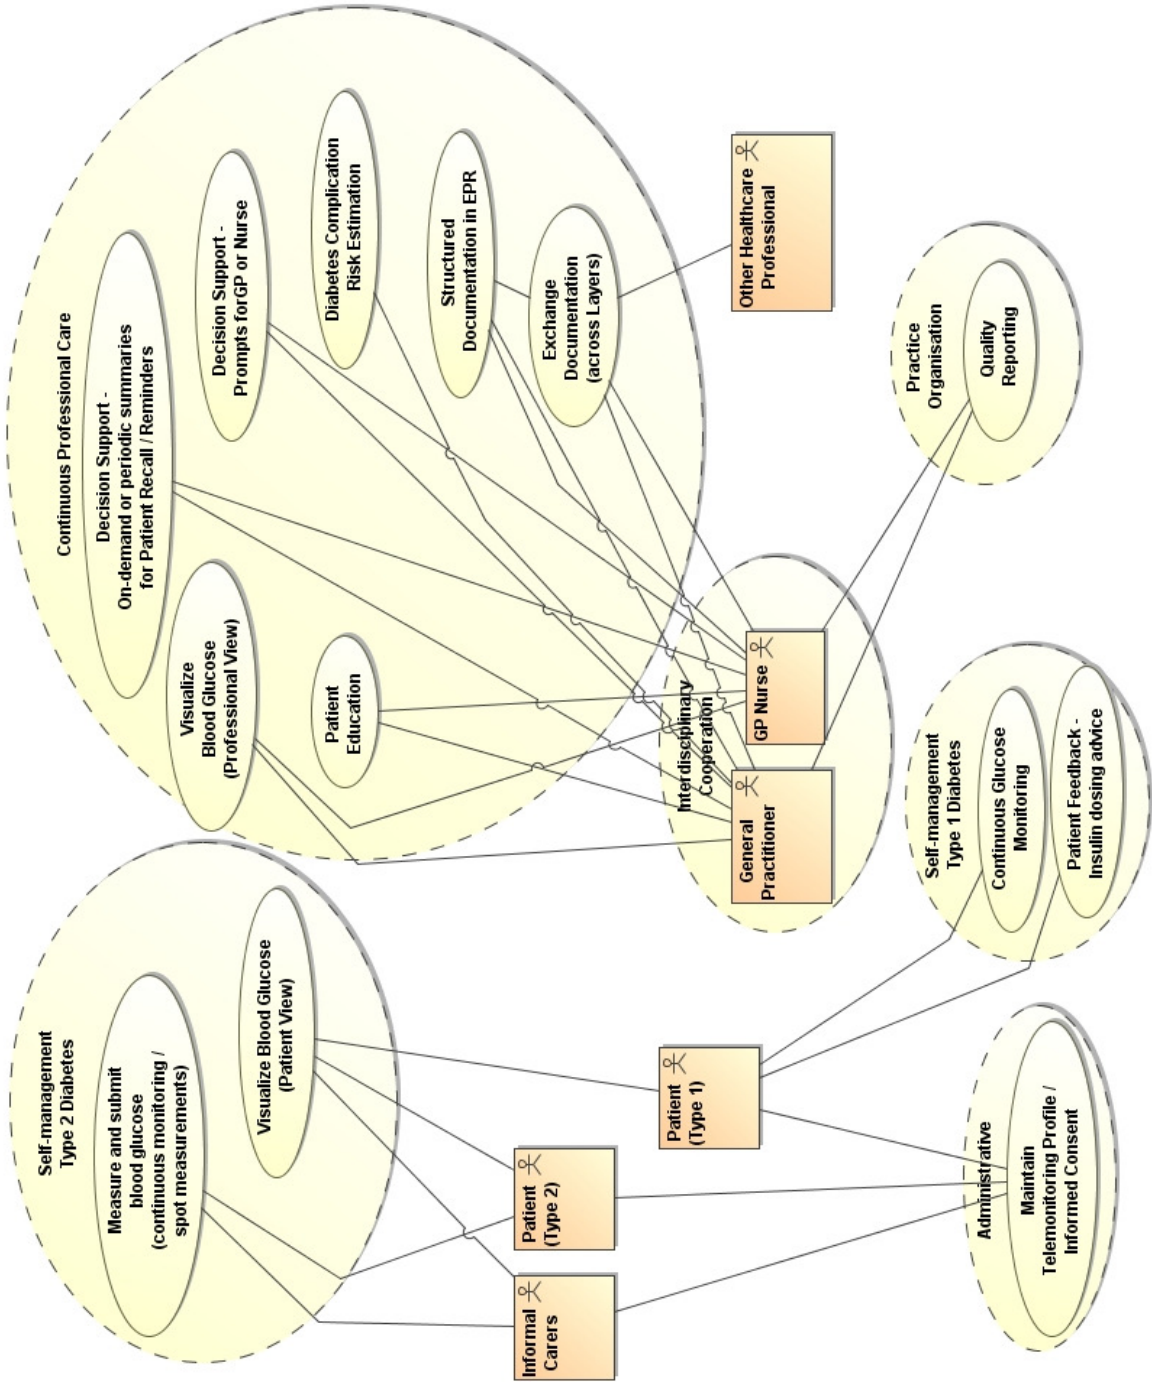 Self-management
Type 2 Diabetes
Measure and submit
blood glucose
(continuous monitoring /
spot measurements)
Visualize Blood Glucose
(Patient View)
Continuous Professional Care
Decision Support -
On-demand or periodic summaries
for Patient Recall / Reminders
Visualize
Blood Glucose
(Professional View)
Decision Support -
Prompts forGP or Nurse
Patient
Education
Diabetes Complication
Risk Estimation
Structured
Documentation in EPR
Exchange
Documentation
(across Layers)
Informal
Carers
Patient
(Type 2)
Patient
(Type 1)
Interdisciplinary
Cooperation
General
Practitioner
GP Nurse
Other Healthcare
Professional
Administrative
Maintain
Telemonitoring Profile /
Informed Consent
Self-management
Type 1 Diabetes
Continuous Glucose
Monitoring
Patient Feedback -
Insulin dosing advice
Practice
Organisation
Quality
Reporting